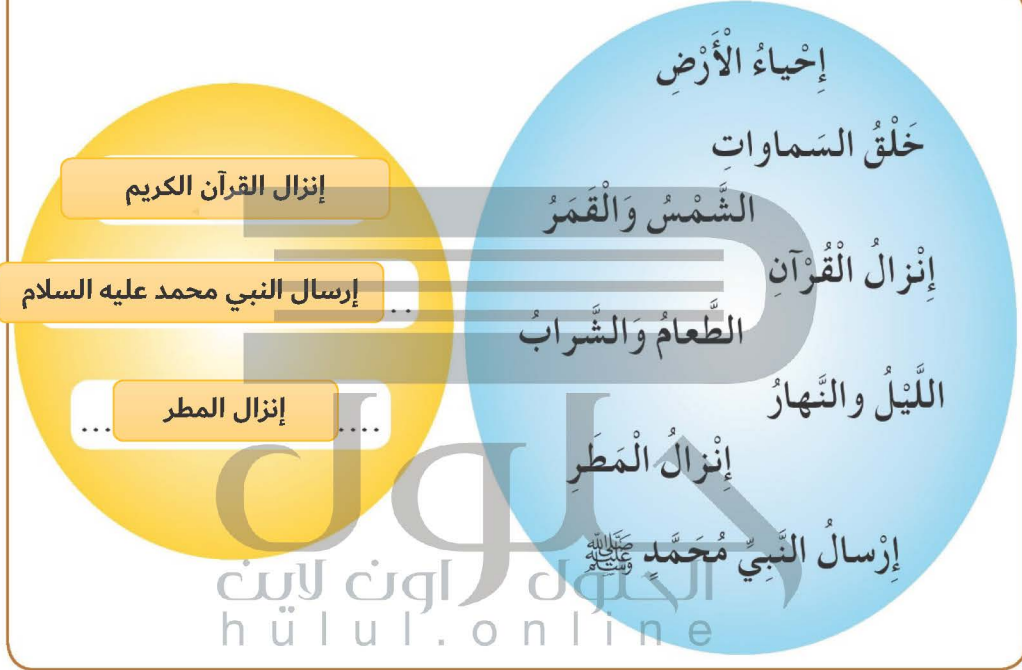 إِحْياءُ الْأَرْضِ
خَلْقُ السَماواتِ
الشَّمْسُ وَالْقَمَرُ
إِنْزالُ الْقُرْآنِ
الطَّعامُ وَالشَّرابُ
اللَّيْلُ والنَّهارُ
إِنْزالُ الْمَطَرِ
إِرْسالُ النَّبِيِّ مُحَمَّدٍ ﷺ
إنزال القرآن الكريم
إرسال النبي محمد عليه السلام ..
... إنزال المطر ....
حلول
الحلول اون لاين
hülul.online